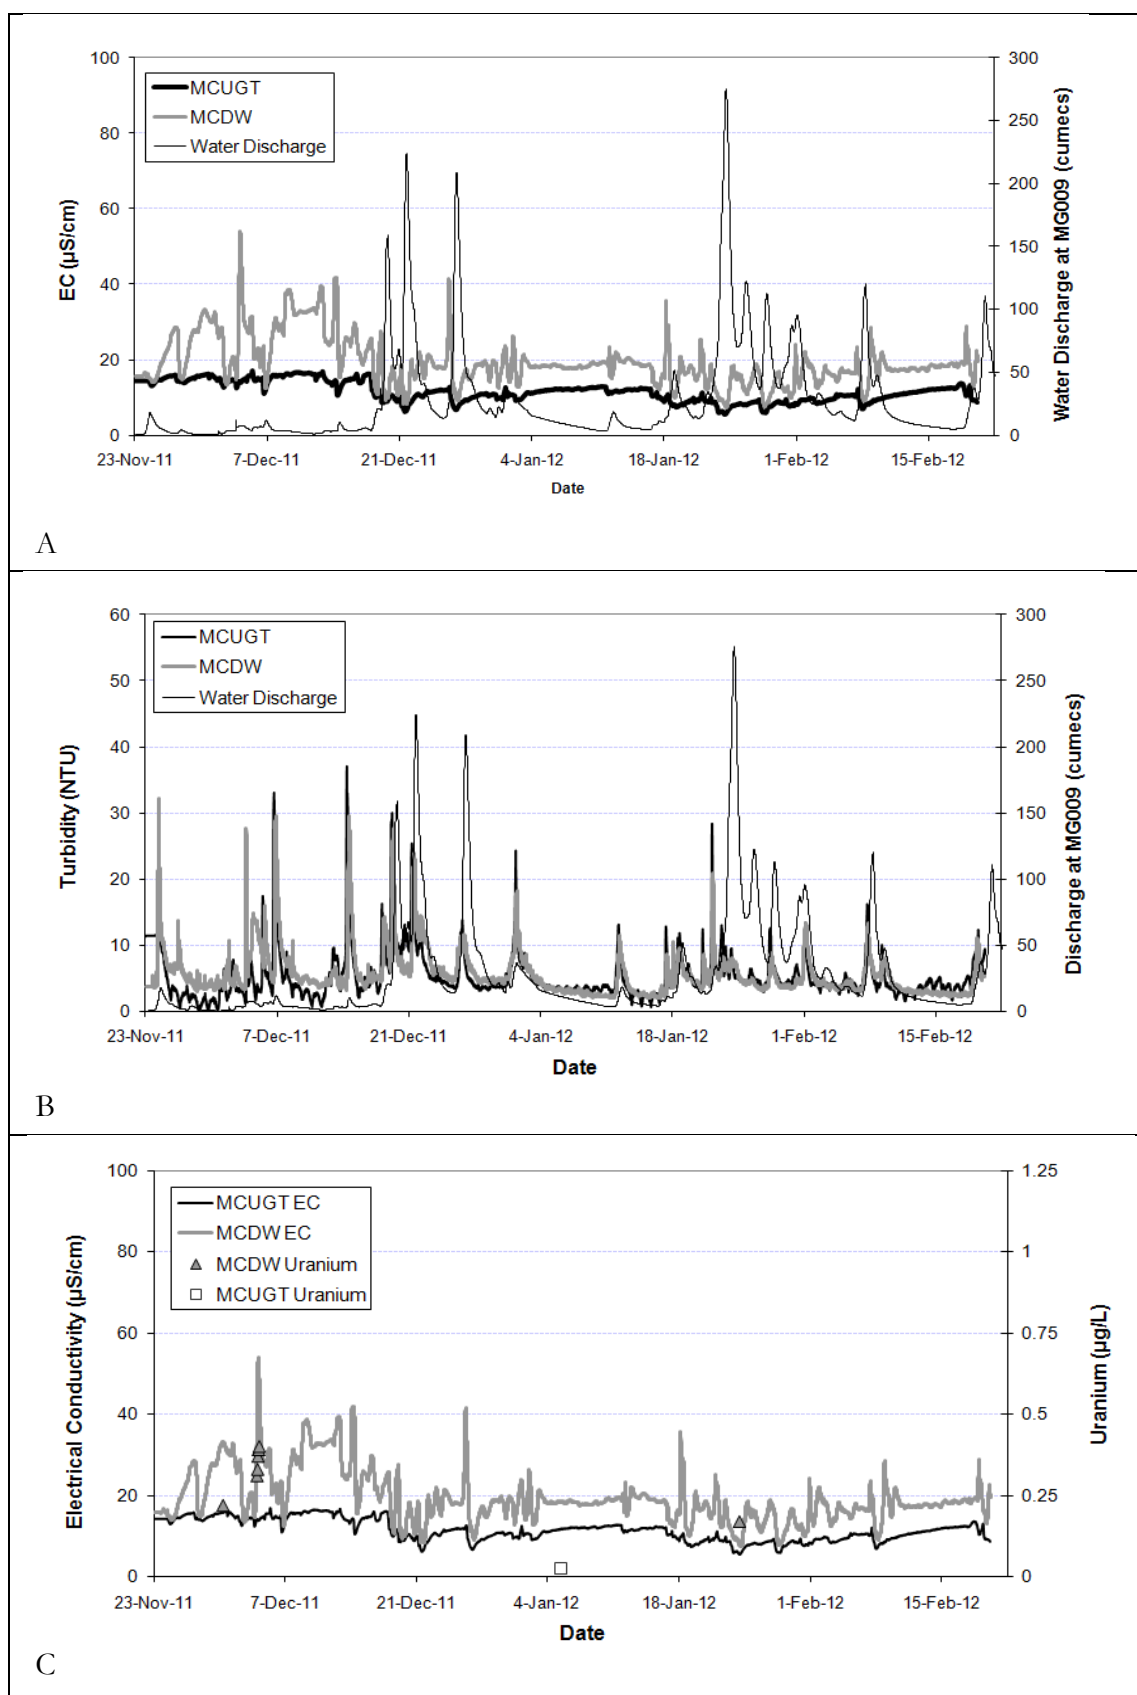 100
80
60
40
20
0
EC (µS/cm)
MCUGT
MCDW
Water Discharge
300
250
200
150
100
50
0
Water Discharge at MG009 (cumecs)
23-Nov-11 7-Dec-11 21-Dec-11 4-Jan-12 18-Jan-12 1-Feb-12 15-Feb-12
Date
A
60
50
40
30
20
10
0
Turbidity (NTU)
MCUGT
MCDW
Water Discharge
300
250
200
150
100
50
0
Discharge at MG009 (cumecs)
23-Nov-11 7-Dec-11 21-Dec-11 4-Jan-12 18-Jan-12 1-Feb-12 15-Feb-12
Date
B
100
80
60
40
20
0
Electrical Conductivity (µS/cm)
MCUGT EC
MCDW EC
MCDW Uranium
MCUGT Uranium
1.25
1
0.75
0.5
0.25
0
Uranium (µg/L)
23-Nov-11 7-Dec-11 21-Dec-11 4-Jan-12 18-Jan-12 1-Feb-12 15-Feb-12
Date
C